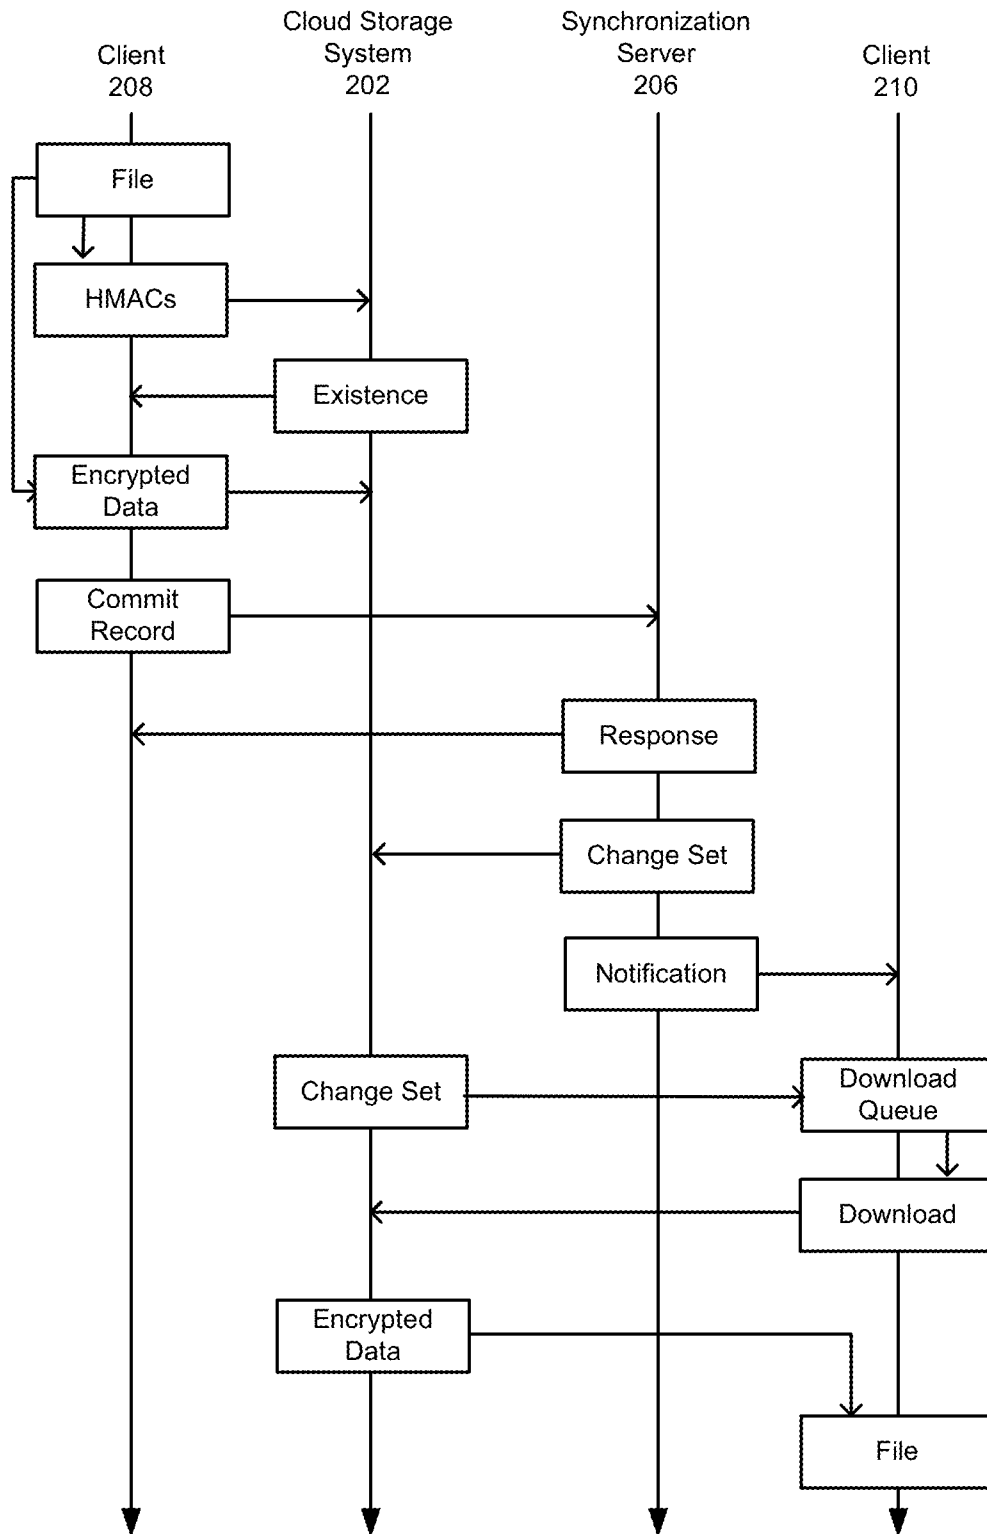 Client
208
Cloud Storage
System
202
Synchronization
Server
206
Client
210
File
HMACs
Existence
Encrypted
Data
Commit
Record
Response
Change Set
Notification
Change Set
Download
Queue
Download
Encrypted
Data
File